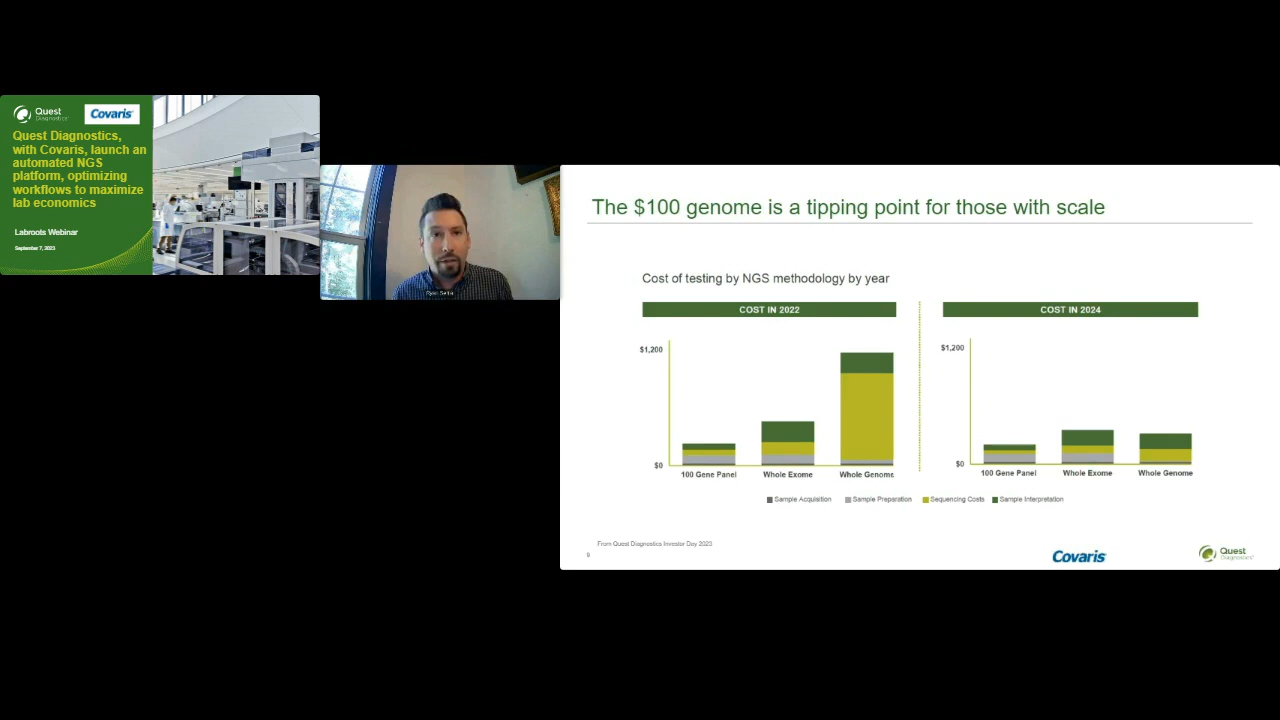 Quest
Diagnostics
Covaris
Quest Diagnostics,
with Covaris, launch an
automated NGS
platform, optimizing
workflows to maximize
lab economics
Labroots Webinar
September 7, 2023
Ryan
The $100 genome is a tipping point for those with scale
Cost of testing by NGS methodology by year
COST IN 2022
$1,200
$0
100 Gene Panel
Whole Exome
Whole Genome
COST IN 2024
$1,200
$0
100 Gene Panel
Whole Exome
Whole Genome
Sample Acquisition
Sample Preparation
Sequencing Costs
Sample Interpretation
From Quest Diagnostics Investor Day 2023
9
Covaris
Quest
Diagnostics